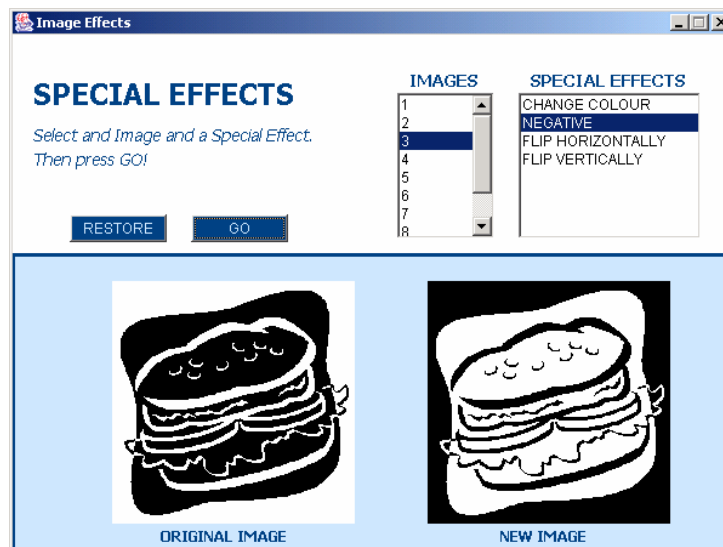 Image Effects
SPECIAL EFFECTS
Select and Image and a Special Effect.
Then press GO!
RESTORE
GO
IMAGES
1
2
3
4
5
6
7
8
SPECIAL EFFECTS
CHANGE COLOUR
NEGATIVE
FLIP HORIZONTALLY
FLIP VERTICALLY
ORIGINAL IMAGE
NEW IMAGE